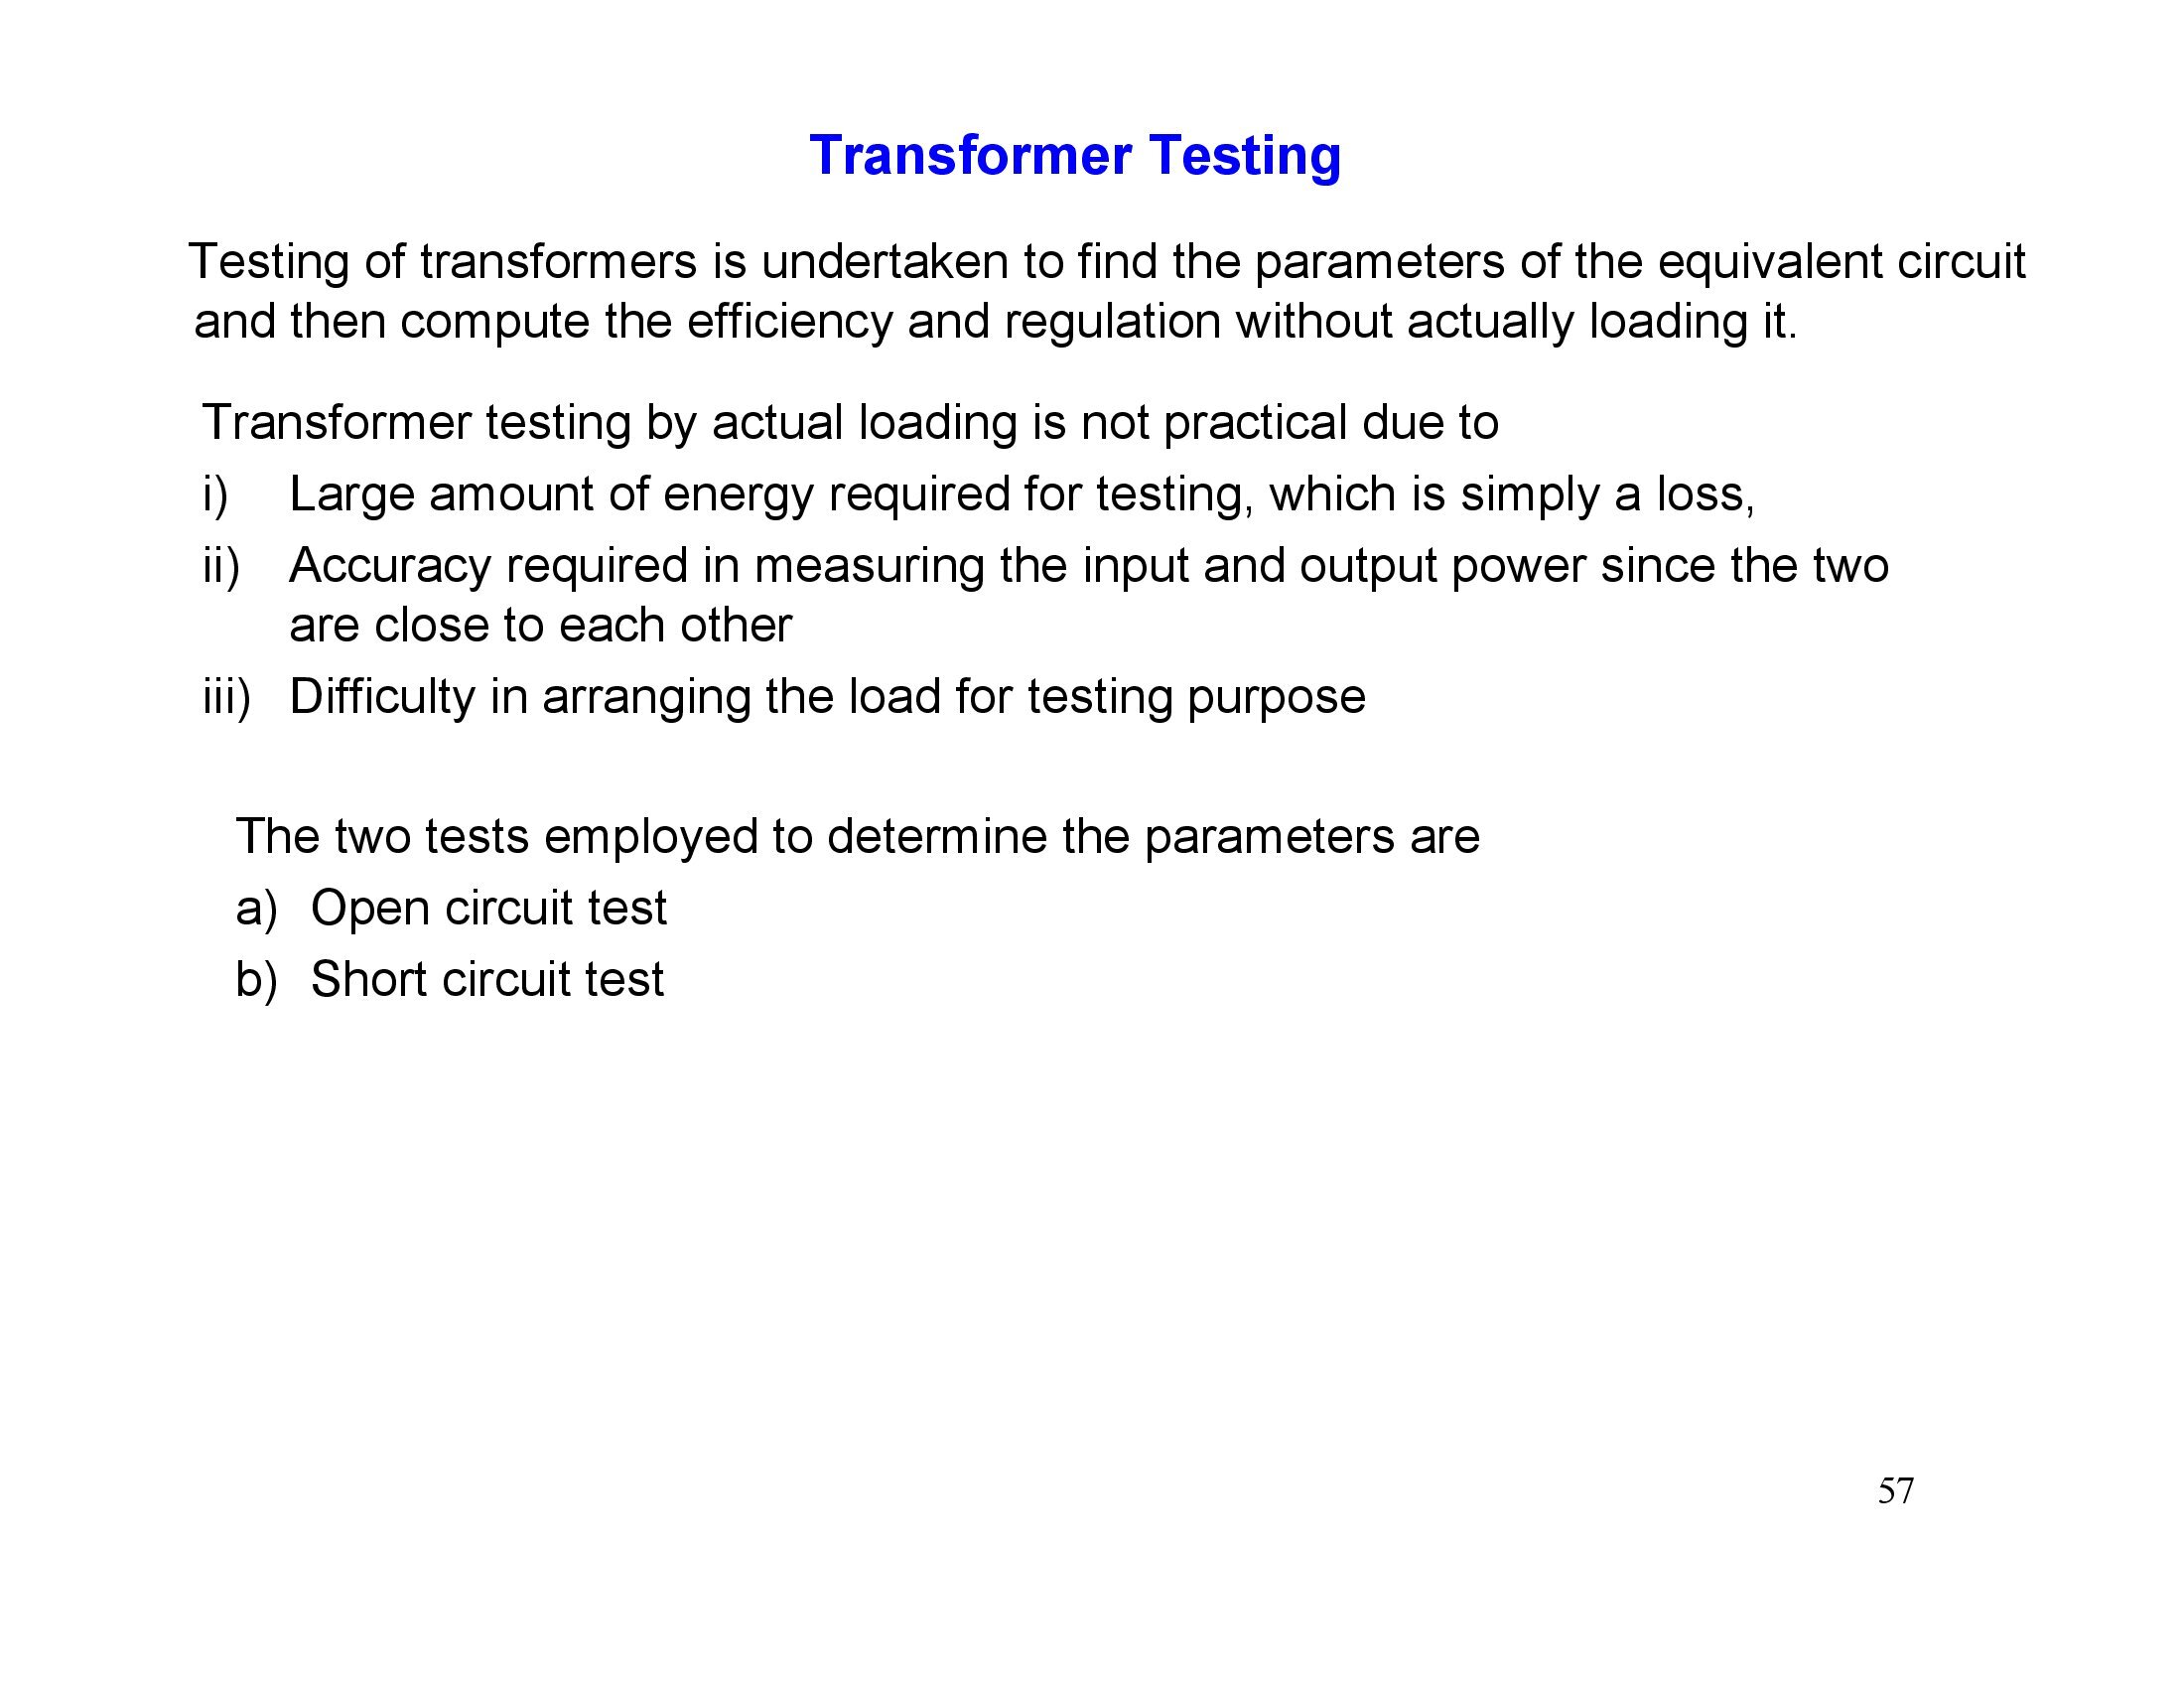 Transformer Testing
Testing of transformers is undertaken to find the parameters of the equivalent circuit
and then compute the efficiency and regulation without actually loading it.
Transformer testing by actual loading is not practical due to
i) Large amount of energy required for testing, which is simply a loss,
ii) Accuracy required in measuring the input and output power since the two
are close to each other
iii) Difficulty in arranging the load for testing purpose
The two tests employed to determine the parameters are
a) Open circuit test
b) Short circuit test
57